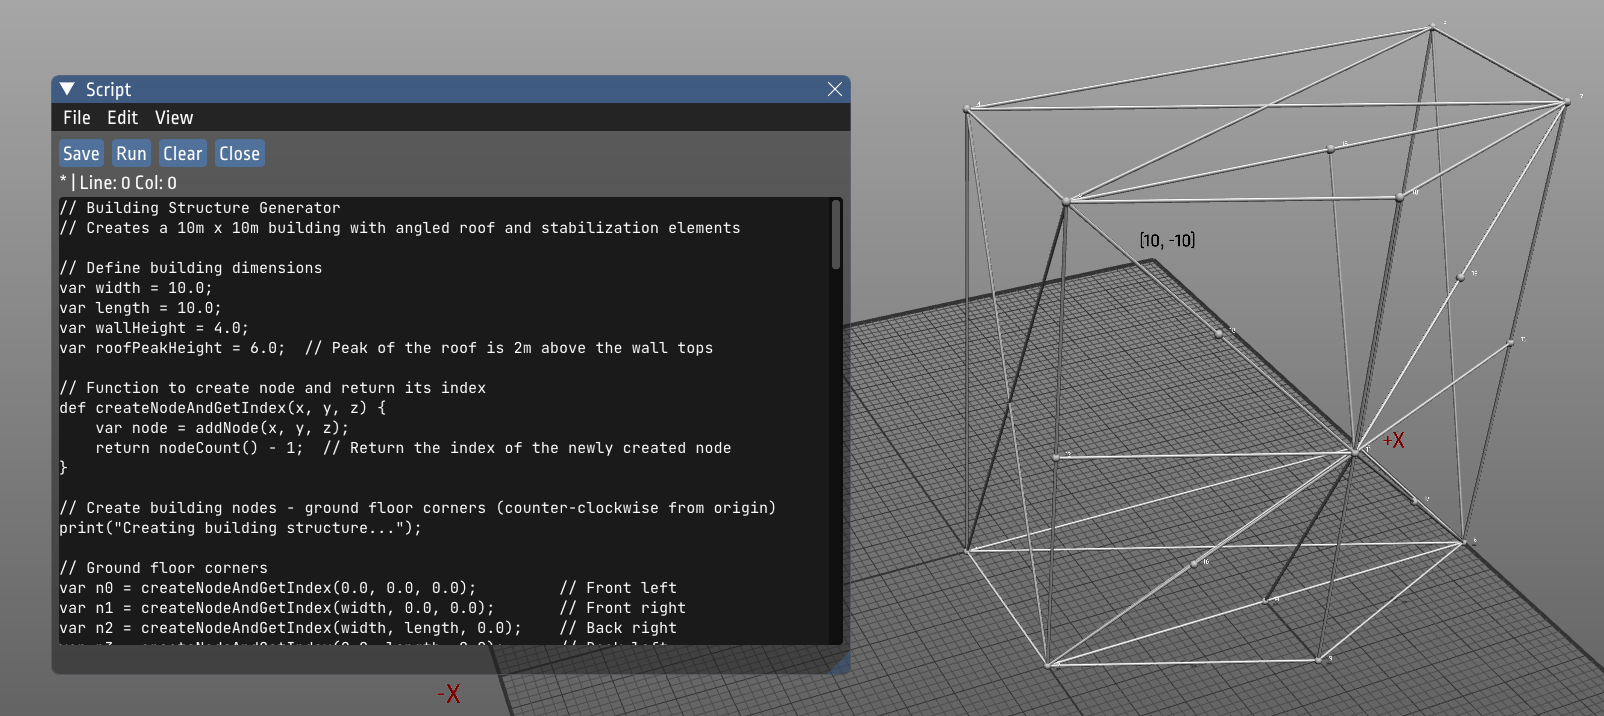 Script
File Edit View
Save Run Clear Close
* | Line: 0 Col: 0
// Building Structure Generator
// Creates a 10m x 10m building with angled roof and stabilization elements
// Define building dimensions
var width = 10.0;
var length = 10.0;
var wallHeight = 4.0;
var roofPeakHeight = 6.0;  // Peak of the roof is 2m above the wall tops
// Function to create node and return its index
def createNodeAndGetIndex(x, y, z) {
    var node = addNode(x, y, z);
    return nodeCount() - 1;  // Return the index of the newly created node
}
// Create building nodes - ground floor corners (counter-clockwise from origin)
print("Creating building structure...");
// Ground floor corners
var n0 = createNodeAndGetIndex(0.0, 0.0, 0.0);         // Front left
var n1 = createNodeAndGetIndex(width, 0.0, 0.0);       // Front right
var n2 = createNodeAndGetIndex(width, length, 0.0);    // Back right
[10, -10]
+X
-X